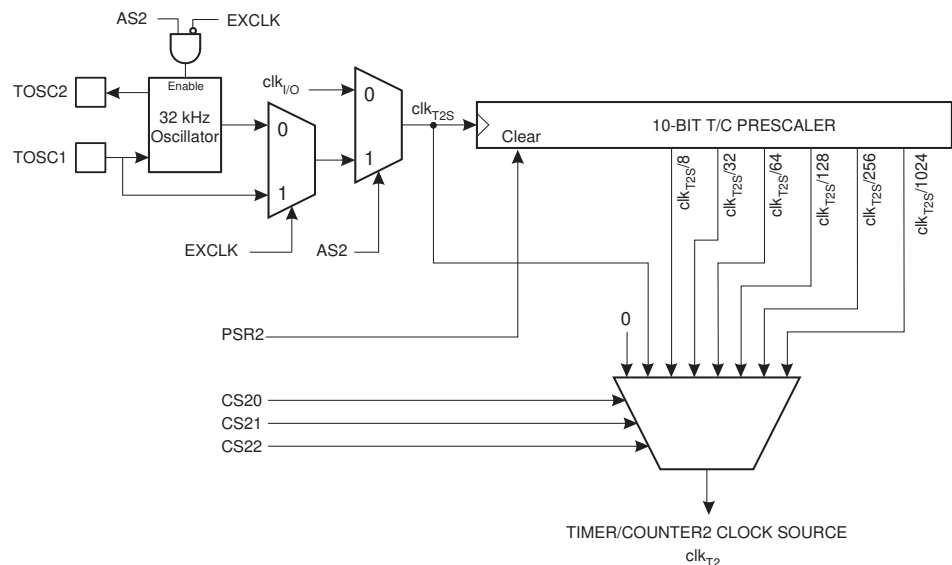 AS2
EXCLK
TOSC2
TOSC1
Enable
32 kHz
Oscillator
0
1
EXCLK
clkI/O
0
1
AS2
clkT2S
10-BIT T/C PRESCALER
Clear
clkT2S/8
clkT2S/32
clkT2S/64
clkT2S/128
clkT2S/256
clkT2S/1024
PSR2
0
CS20
CS21
CS22
TIMER/COUNTER2 CLOCK SOURCE
clkT2